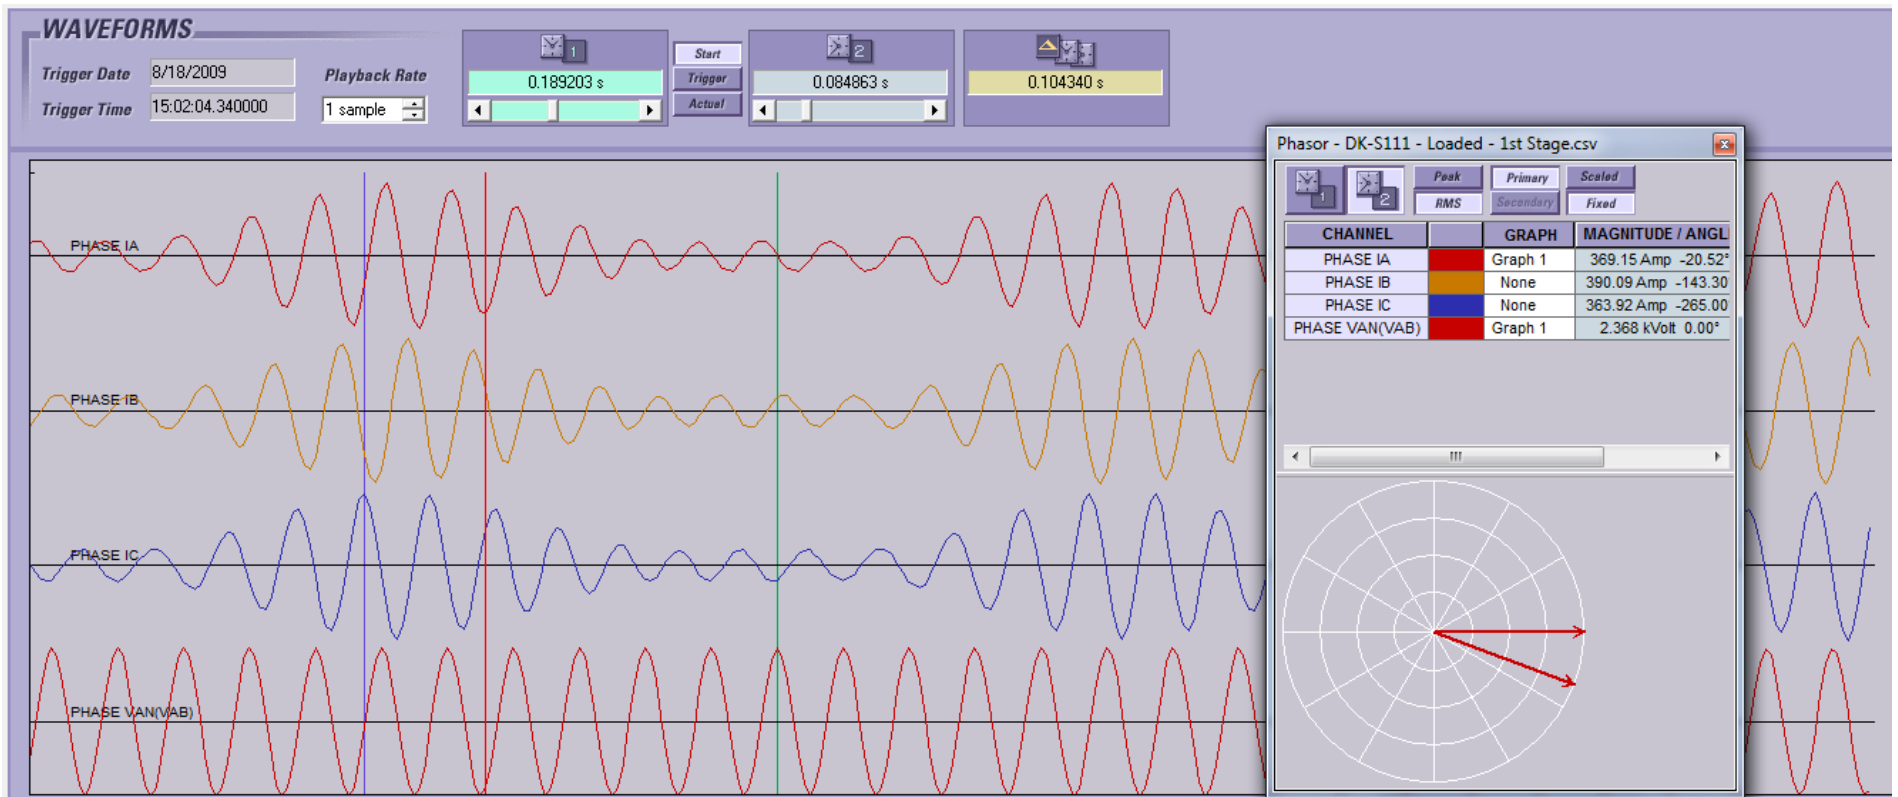 WAVEFORMS
Trigger Date 8/18/2009 Playback Rate
Trigger Time 15:02:04.340000 1 sample
1
0.189203 s
Start
Trigger
Actual
2
0.084863 s
0.104340 s
PHASE IA
PHASE IB
PHASE IC
PHASE VAN(VAB)
Phasor - DK-S111 - Loaded - 1st Stage.csv
1 2 Peak Primary Scaled
RMS Secondary Fixed
CHANNEL GRAPH MAGNITUDE / ANGL
PHASE IA Graph 1 369.15 Amp -20.52°
PHASE IB None 390.09 Amp -143.30
PHASE IC None 363.92 Amp -265.00
PHASE VAN(VAB) Graph 1 2.368 kVolt 0.00°